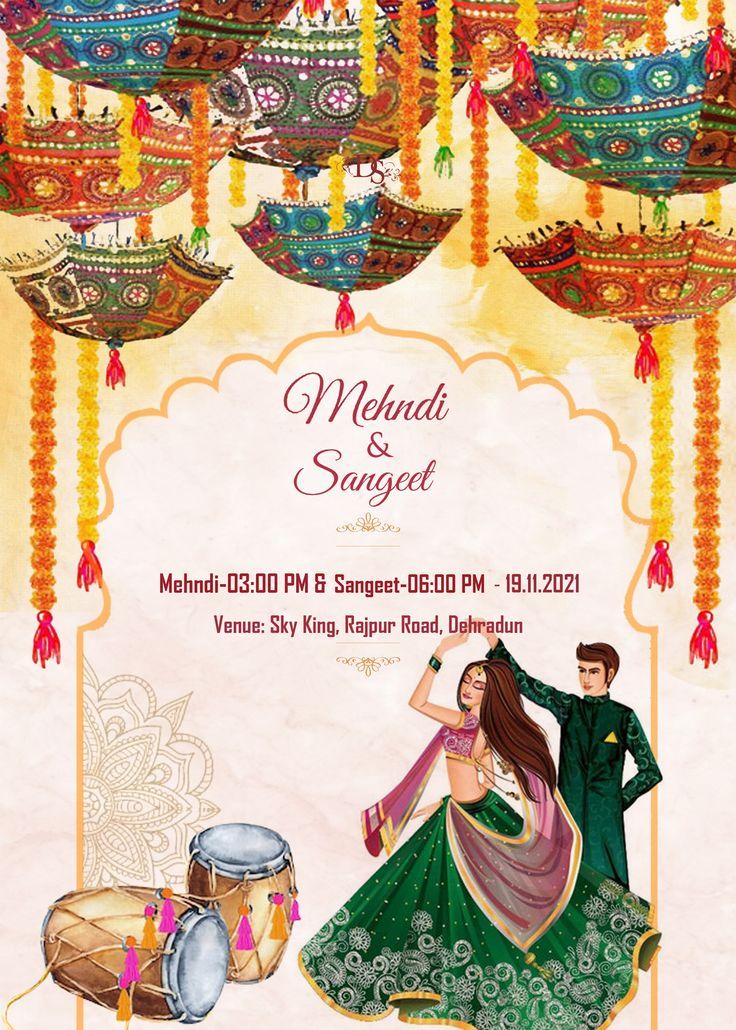 DS
Mehndi
&
Sangeet
Mehndi-03:00 PM & Sangeet-06:00 PM - 19.11.2021
Venue: Sky King, Rajpur Road, Dehradun